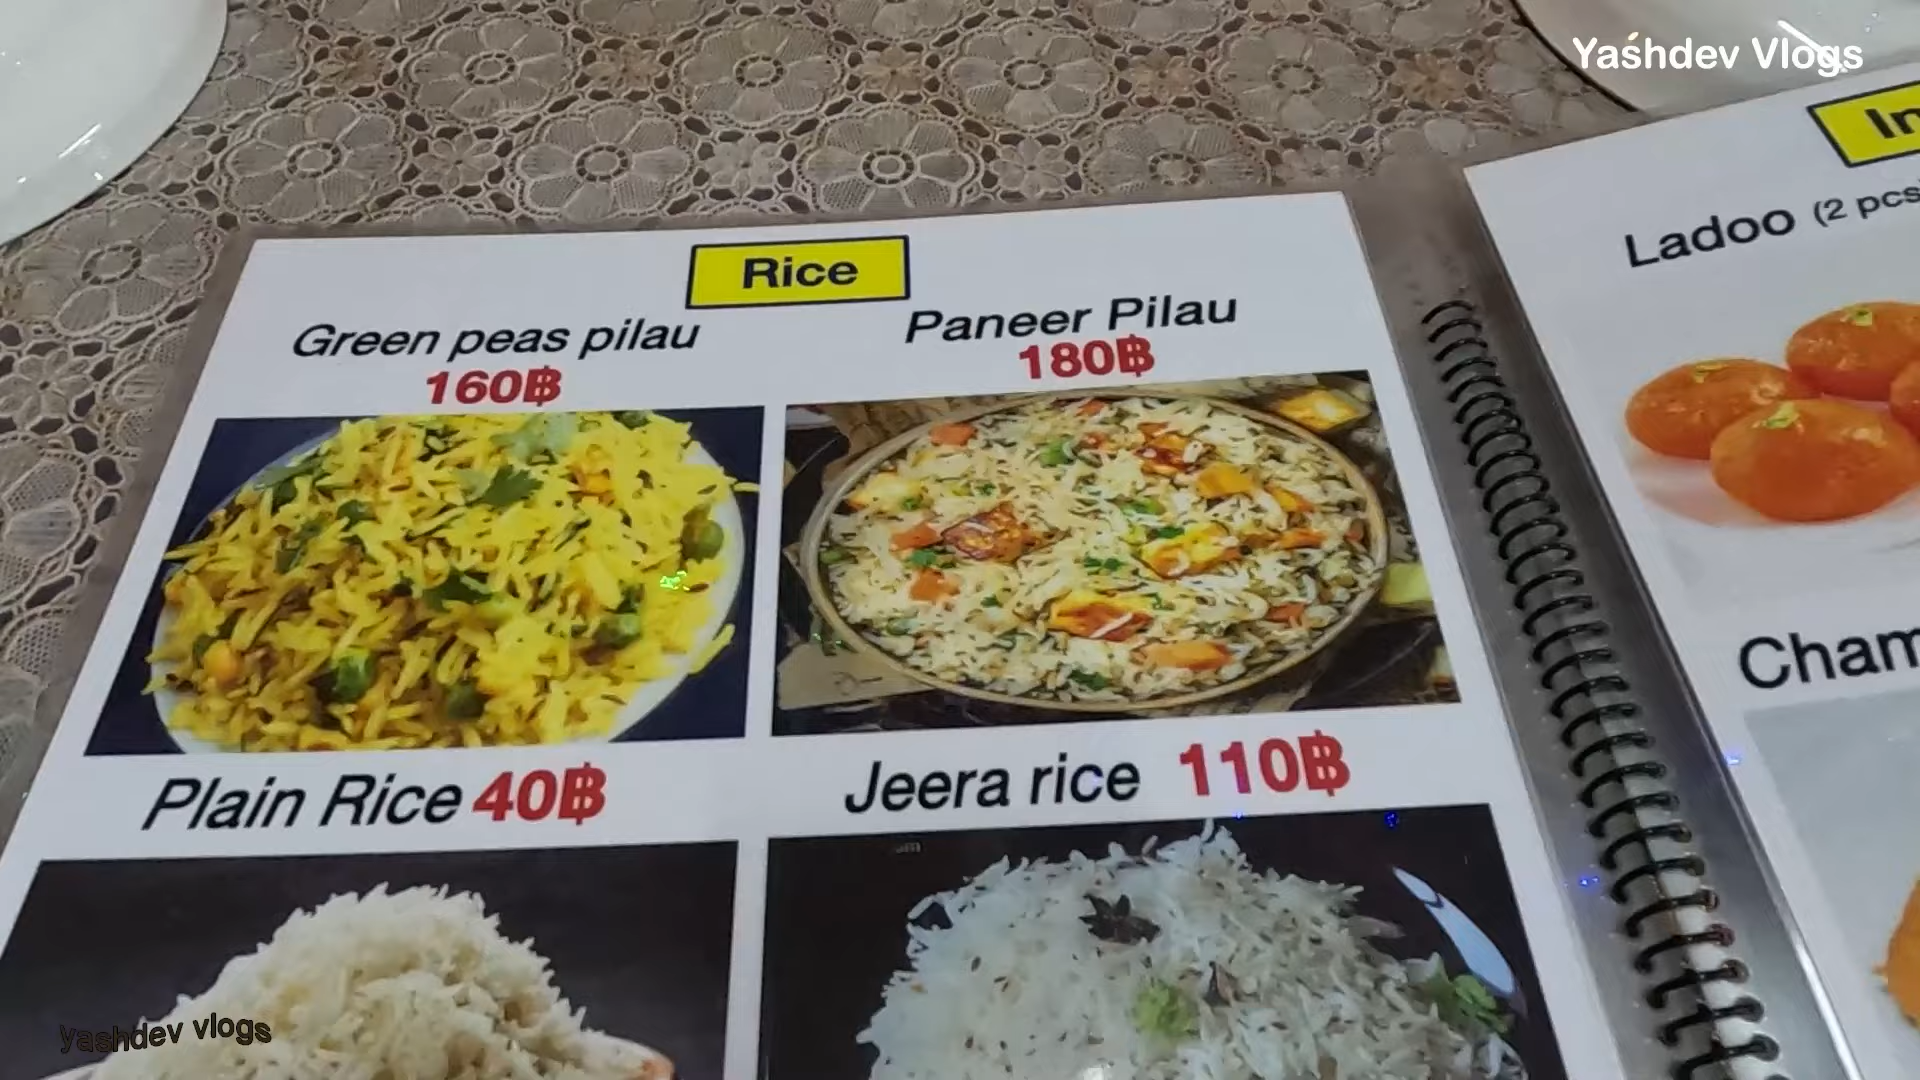 Yashdev Vlogs
Rice
Green peas pilau
160฿
Paneer Pilau
180฿
Plain Rice 40฿
Jeera rice 110฿
Ladoo (2 pcs
yashdev vlogs